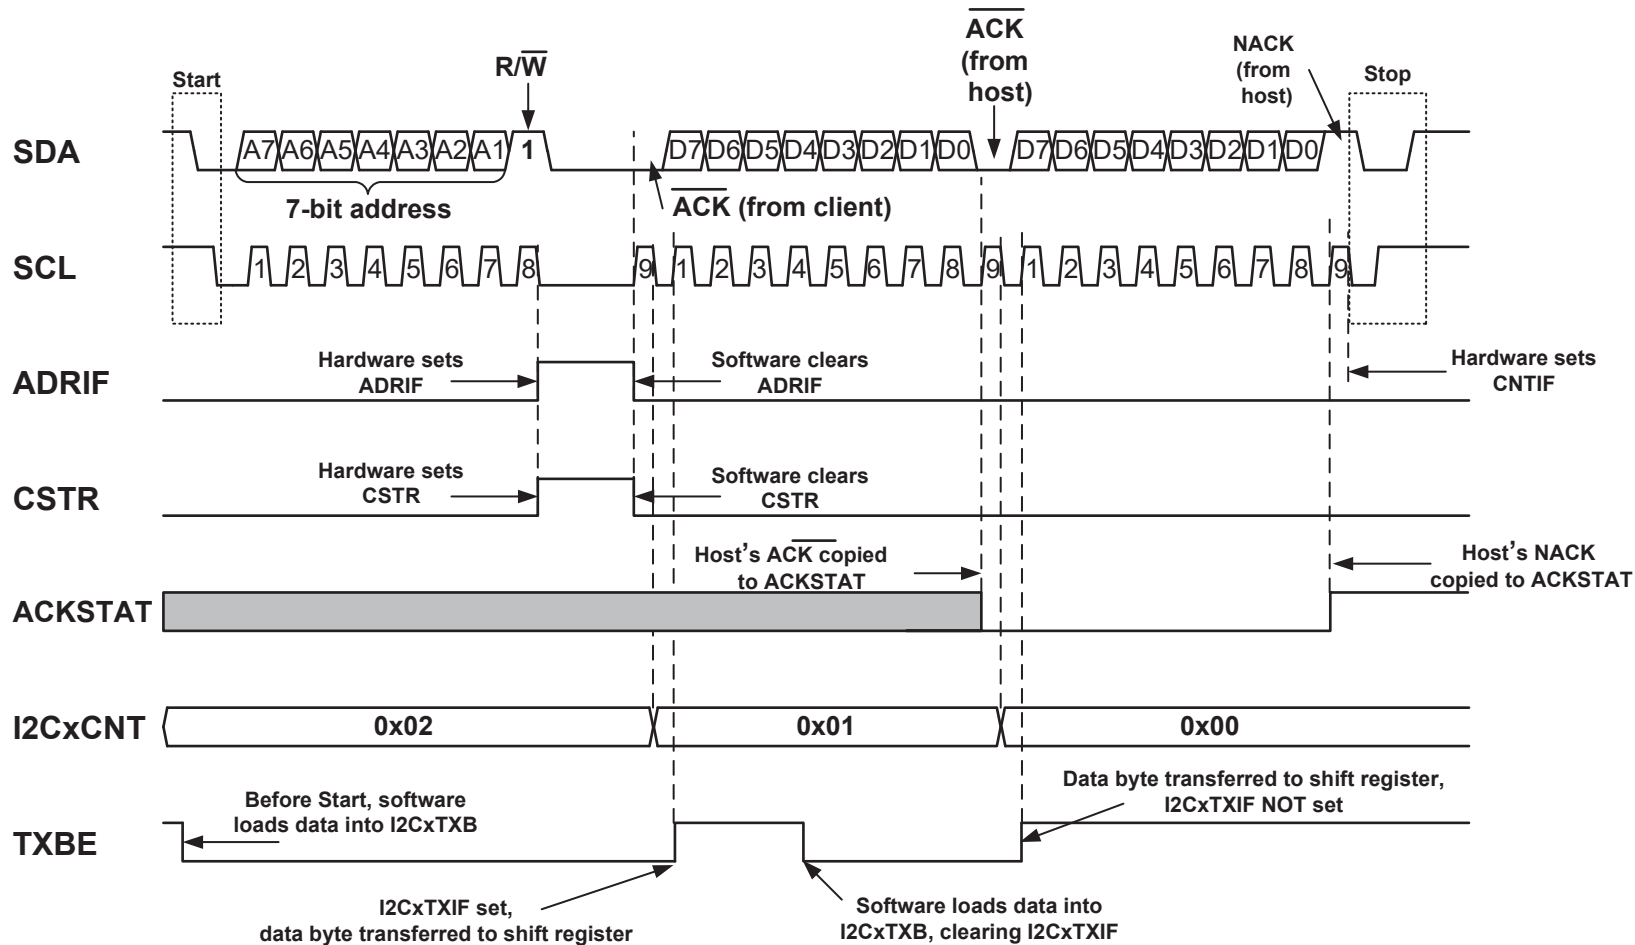 ACK
(from
host)
NACK
(from
host)
Start
R/W
Stop
SDA
A7 A6 A5 A4 A3 A2 A1 1 D7 D6 D5 D4 D3 D2 D1 D0 D7 D6 D5 D4 D3 D2 D1 D0
7-bit address
ACK (from client)
SCL
1 2 3 4 5 6 7 8 9 1 2 3 4 5 6 7 8 9 1 2 3 4 5 6 7 8 9
ADRIF
Hardware sets
ADRIF
Software clears
ADRIF
Hardware sets
CNTIF
CSTR
Hardware sets
CSTR
Software clears
CSTR
Host's ACK copied
to ACKSTAT
Host's NACK
copied to ACKSTAT
ACKSTAT
I2CxCNT
0x02 0x01 0x00
TXBE
Before Start, software
loads data into I2CxTXB
Data byte transferred to shift register,
I2CxTXIF NOT set
I2CxTXIF set,
data byte transferred to shift register
Software loads data into
I2CxTXB, clearing I2CxTXIF